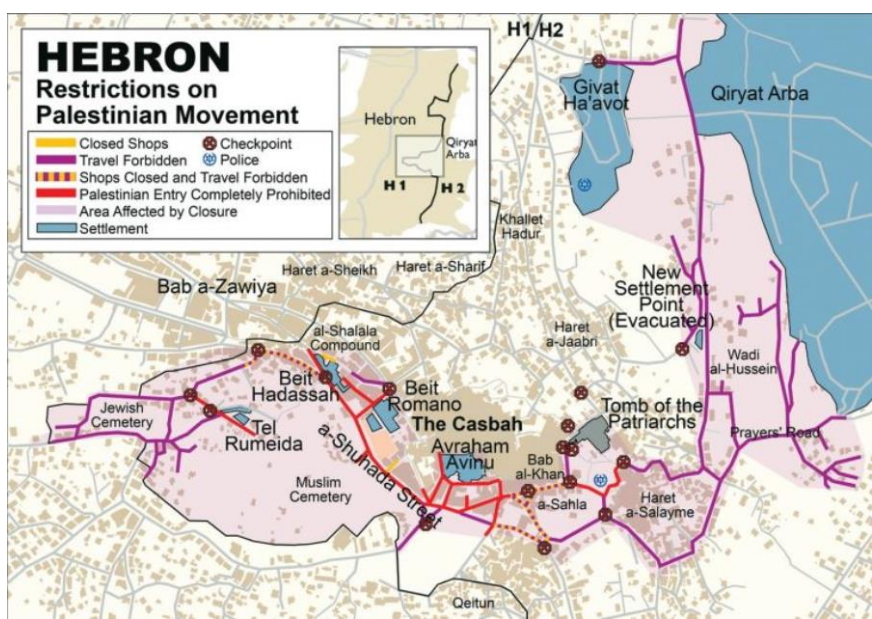 HEBRON
Restrictions on
Palestinian Movement
Closed Shops
Checkpoint
Travel Forbidden
Police
Shops Closed and Travel Forbidden
Palestinian Entry Completely Prohibited
Area Affected by Closure
Settlement
Hebron
Qiryat
Arba
H 1
H 2
H1/H2
Givat
Ha'avot
Qiryat Arba
Khallet
Hadur
Haret a-Sheikh
Haret a-Sharif
Bab a-Zawiya
al-Shalala
Compound
Haret
a-Jaabri
New
Settlement
Point
(Evacuated)
Wadi
al-Hussein
Beit
Hadassah
Beit
Romano
Jewish
Cemetery
Tel
Rumeida
The Casbah
Tomb of the
Patriarchs
Prayers' Road
Avraham
Avinu
Bab
al-Khan
a-Shuhada Street
Muslim
Cemetery
a-Sahla
Haret
a-Salayme
Qeitun